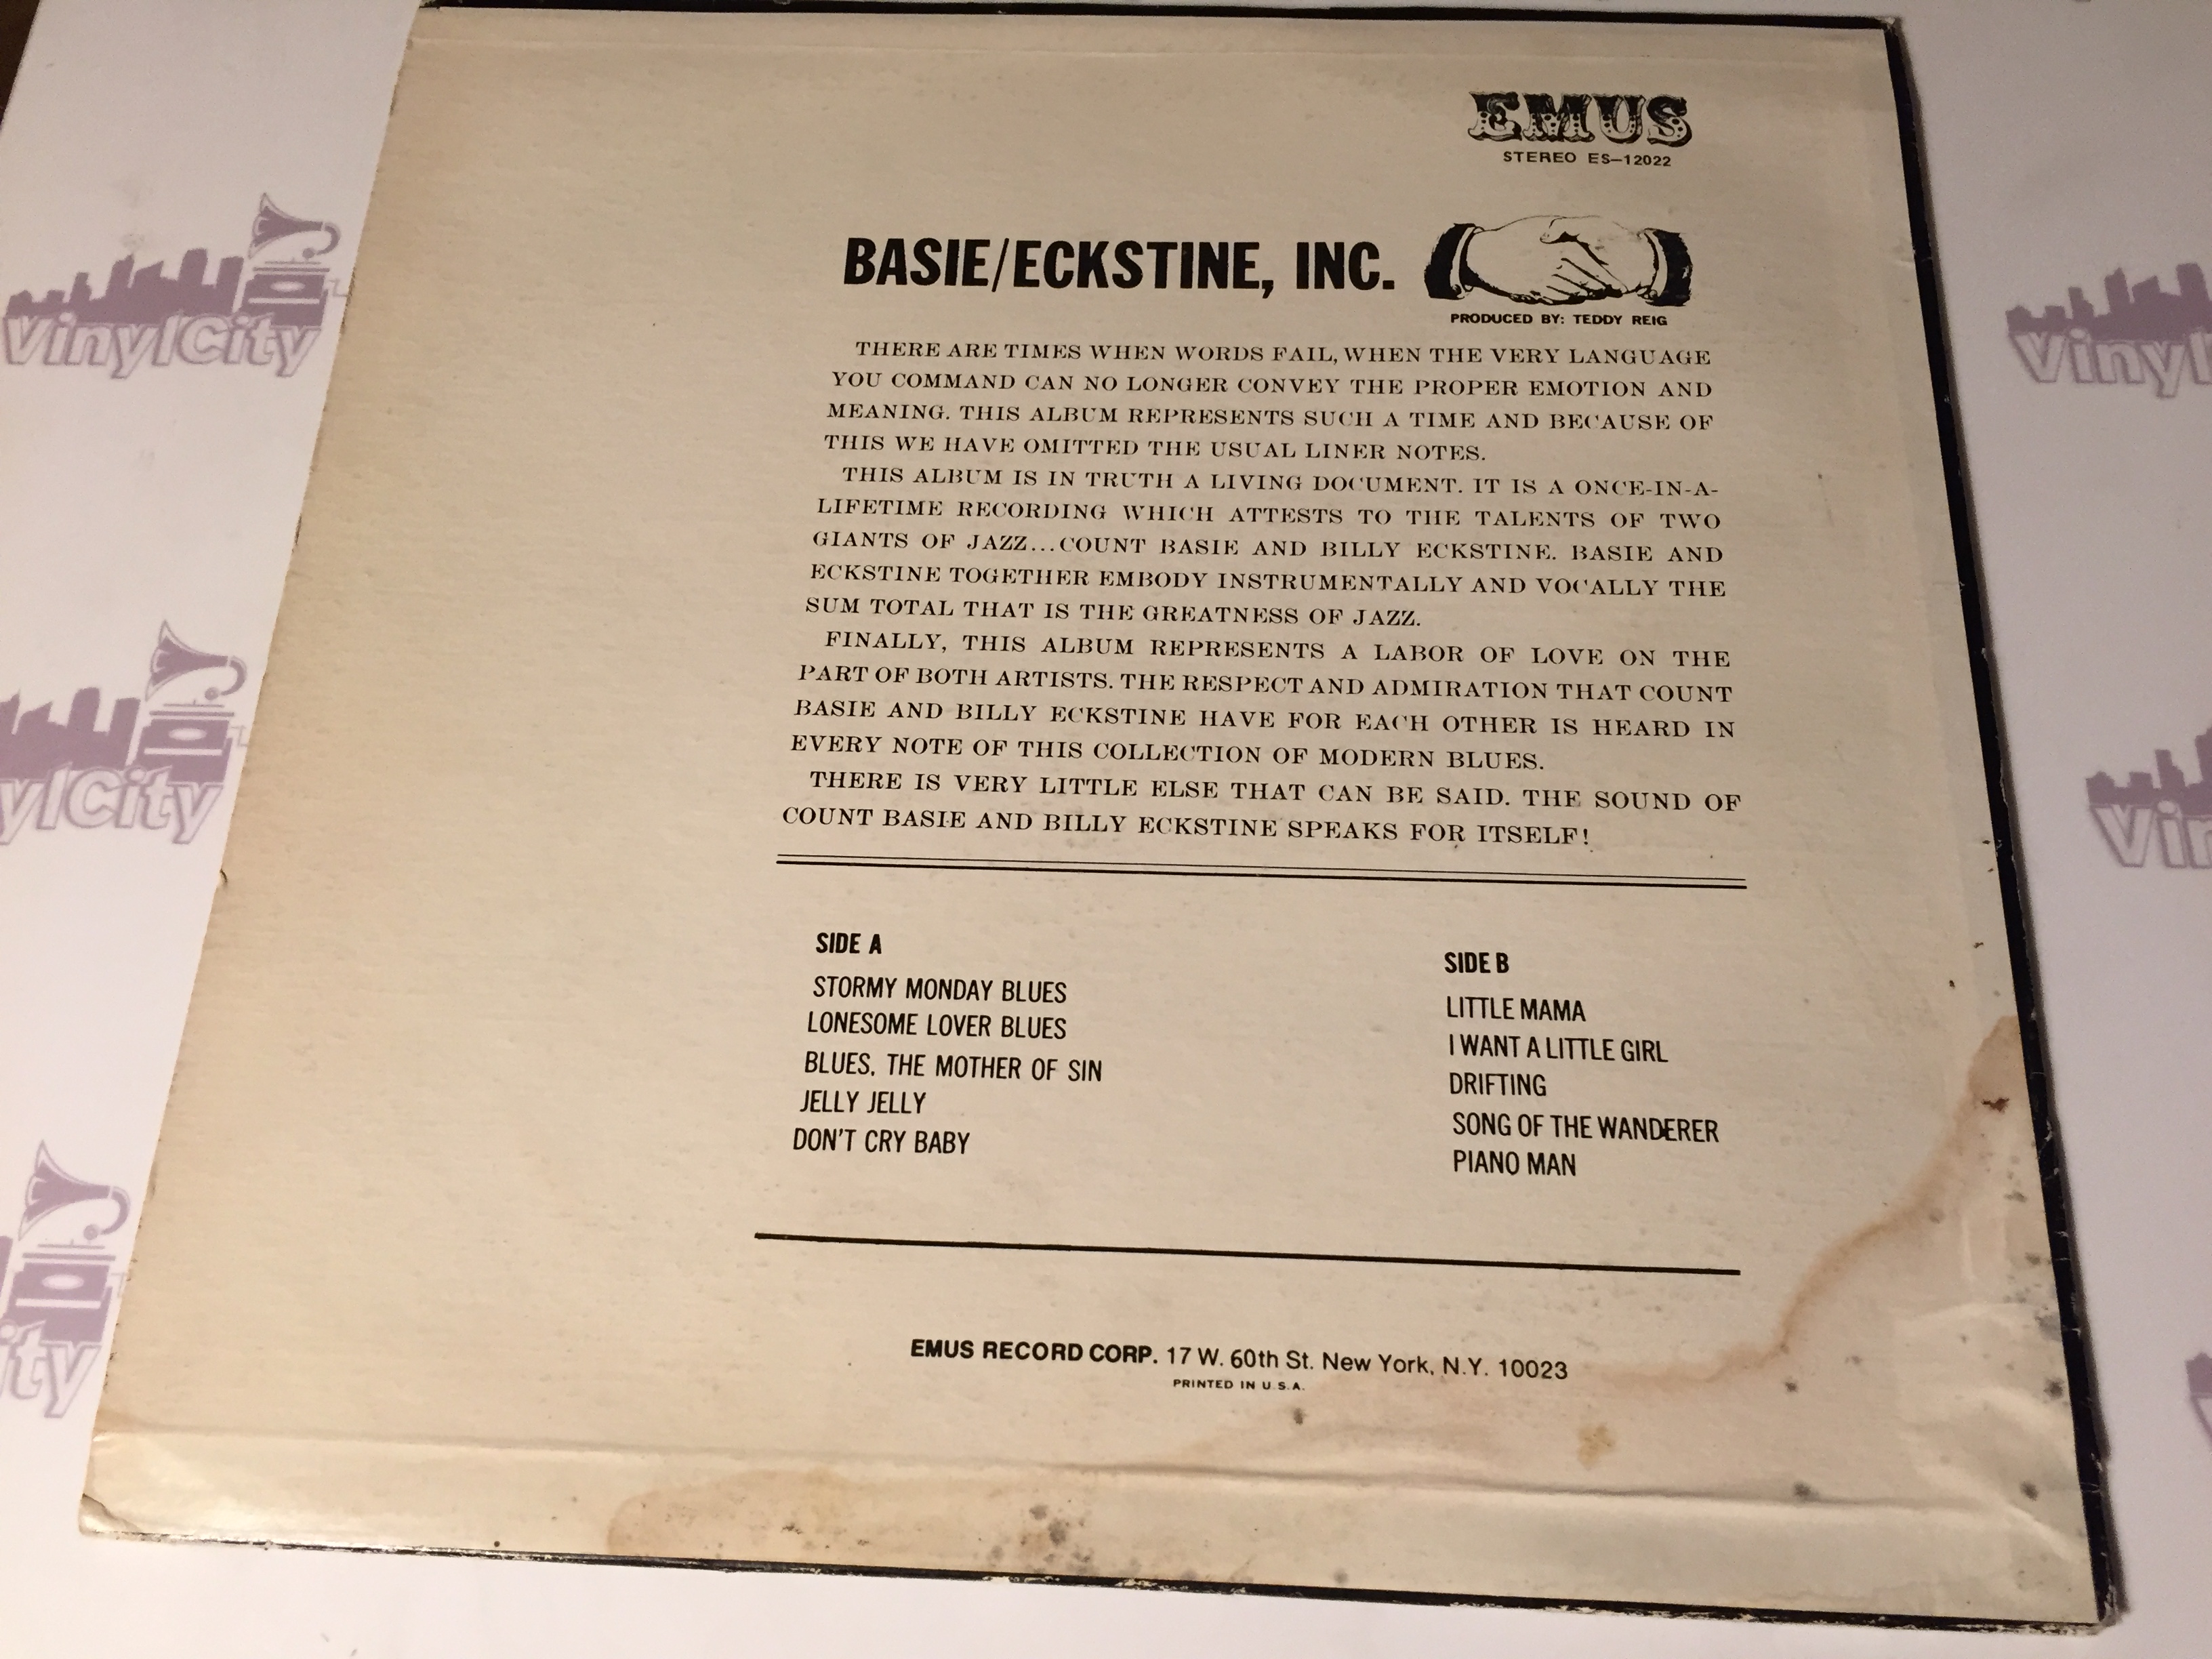 EMUS
STEREO ES-12022
BASIE/ECKSTINE, INC.
PRODUCED BY: TEDDY REIG
THERE ARE TIMES WHEN WORDS FAIL, WHEN THE VERY LANGUAGE
YOU COMMAND CAN NO LONGER CONVEY THE PROPER EMOTION AND
MEANING. THIS ALBUM REPRESENTS SUCH A TIME AND BECAUSE OF
THIS WE HAVE OMITTED THE USUAL LINER NOTES.
THIS ALBUM IS IN TRUTH A LIVING DOCUMENT. IT IS A ONCE-IN-A-
LIFETIME RECORDING WHICH ATTESTS TO THE TALENTS OF TWO
GIANTS OF JAZZ...COUNT BASIE AND BILLY ECKSTINE. BASIE AND
ECKSTINE TOGETHER EMBODY INSTRUMENTALLY AND VOCALLY THE
SUM TOTAL THAT IS THE GREATNESS OF JAZZ.
FINALLY, THIS ALBUM REPRESENTS A LABOR OF LOVE ON THE
PART OF BOTH ARTISTS. THE RESPECT AND ADMIRATION THAT COUNT
BASIE AND BILLY ECKSTINE HAVE FOR EACH OTHER IS HEARD IN
EVERY NOTE OF THIS COLLECTION OF MODERN BLUES.
THERE IS VERY LITTLE ELSE THAT CAN BE SAID. THE SOUND OF
COUNT BASIE AND BILLY ECKSTINE SPEAKS FOR ITSELF!
SIDE A
STORMY MONDAY BLUES
LONESOME LOVER BLUES
BLUES, THE MOTHER OF SIN
JELLY JELLY
DON'T CRY BABY
SIDE B
LITTLE MAMA
I WANT A LITTLE GIRL
DRIFTING
SONG OF THE WANDERER
PIANO MAN
EMUS RECORD CORP. 17 W. 60th St. New York, N.Y. 10023
PRINTED IN U.S.A.
VinylCity
Vinyl
ylCity
Vin
ity